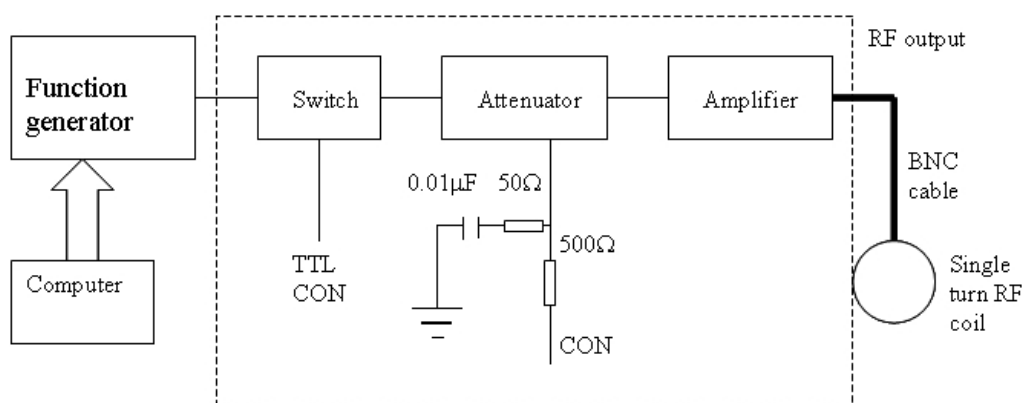 RF output
Function
generator
Switch
Attenuator
Amplifier
BNC
cable
0.01μF
50Ω
500Ω
TTL
CON
Computer
Single
turn RF
coil
CON